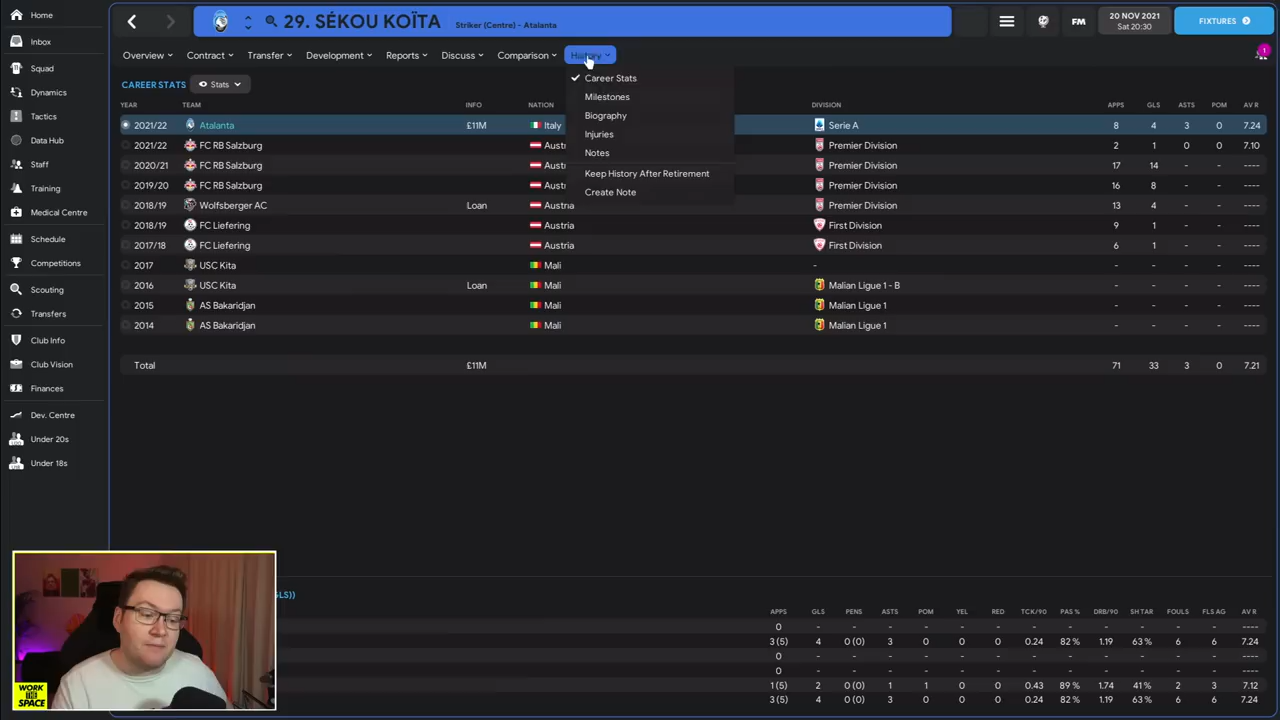 Home
Inbox
Squad
Dynamics
Tactics
Data Hub
Staff
Training
Medical Centre
Schedule
Competitions
Scouting
Transfers
Club Info
Club Vision
Finances
Dev. Centre
Under 20s
Under 18s
29. SÉKOU KOÏTA
Striker (Centre) - Atalanta
FM
20 NOV 2021
Sat 20:30
FIXTURES
1
Overview Contract Transfer Development Reports Discuss Comparison History
CAREER STATS Stats
Career Stats
Milestones
Biography
Injuries
Notes
Keep History After Retirement
Create Note
YEAR TEAM INFO NATION DIVISION APPS GLS ASTS POM AV R
2021/22 Atalanta £11M Italy Serie A 8 4 3 0 7.24
2021/22 FC RB Salzburg Austr Premier Division 2 1 0 0 7.10
2020/21 FC RB Salzburg Austr Premier Division 17 14 - - ----
2019/20 FC RB Salzburg Austr Premier Division 16 8 - - ----
2018/19 Wolfsberger AC Loan Austria Premier Division 13 4 - - ----
2018/19 FC Liefering Austria First Division 9 1 - - ----
2017/18 FC Liefering Austria First Division 6 1 - - ----
2017 USC Kita Mali - - - - - ----
2016 USC Kita Loan Mali Malian Ligue 1 - B - - - - ----
2015 AS Bakaridjan Mali Malian Ligue 1 - - - - ----
2014 AS Bakaridjan Mali Malian Ligue 1 - - - - ----
Total £11M 71 33 3 0 7.21
GLS))
APPS GLS PENS ASTS POM YEL RED TCK/90 PAS % DRB/90 SH TAR FOULS FLS AG AV R
0 - - - - - - - - - - - - ----
3 (5) 4 0 (0) 3 0 0 0 0.24 82 % 1.19 63 % 6 6 7.24
0 - - - - - - - - - - - - ----
0 - - - - - - - - - - - - ----
1 (5) 2 0 (0) 1 1 0 0 0.43 89 % 1.74 41 % 2 3 7.12
3 (5) 4 0 (0) 3 0 0 0 0.24 82 % 1.19 63 % 6 6 7.24
WORK
THE
SPACE